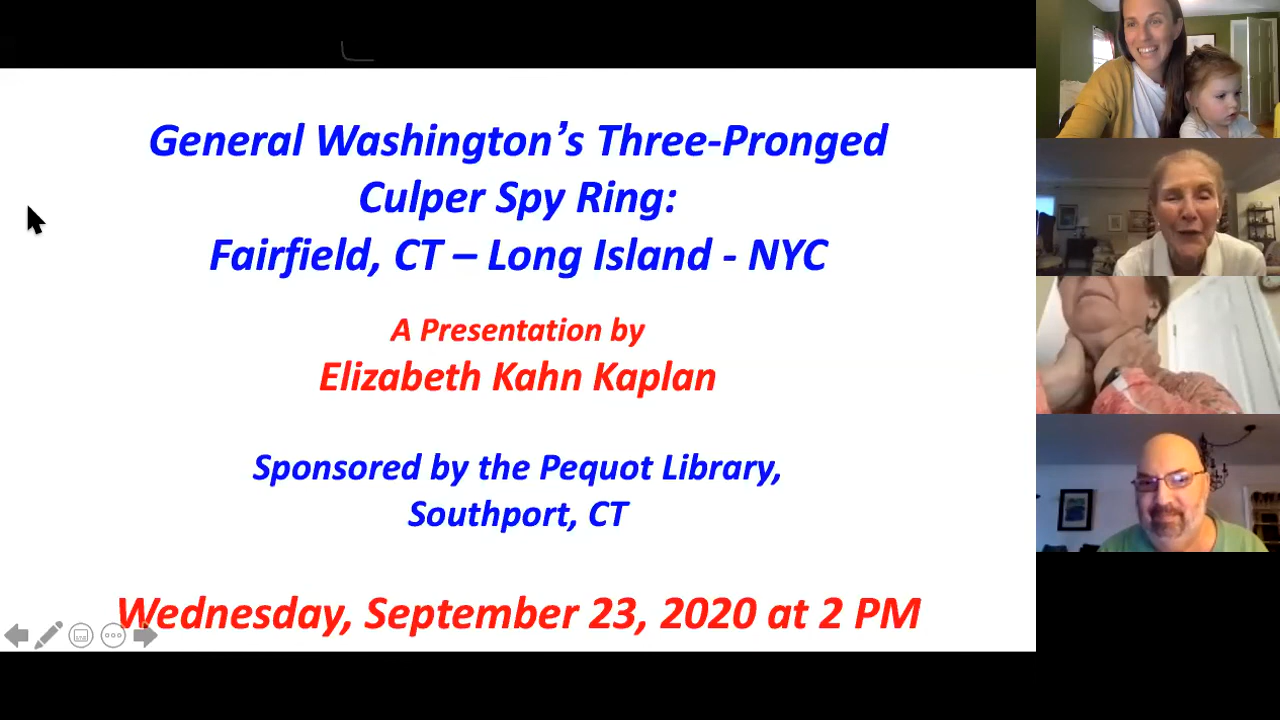 General Washington’s Three-Pronged
Culper Spy Ring:
Fairfield, CT – Long Island - NYC
A Presentation by
Elizabeth Kahn Kaplan
Sponsored by the Pequot Library,
Southport, CT
Wednesday, September 23, 2020 at 2 PM